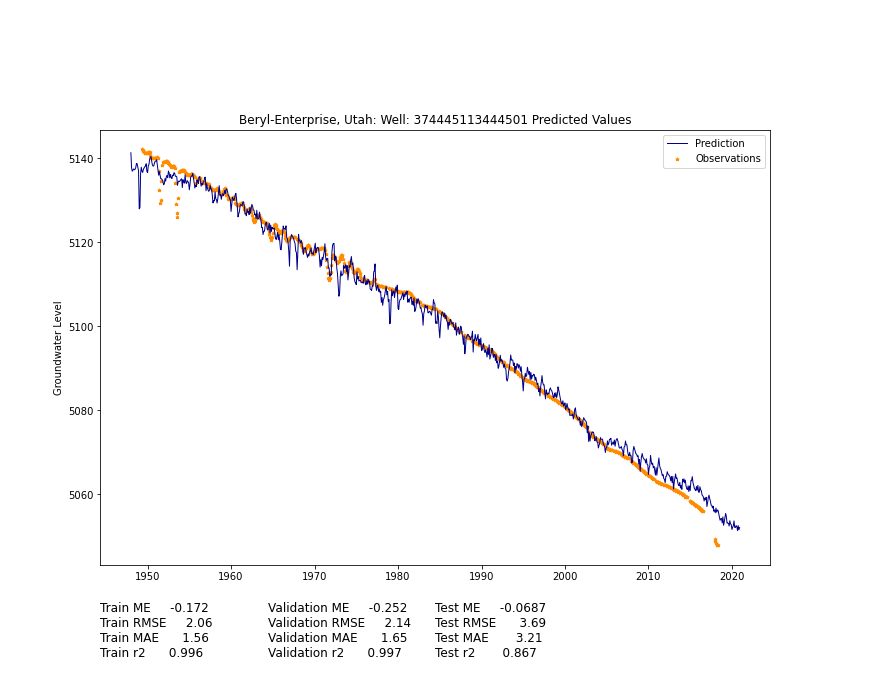 Beryl-Enterprise, Utah: Well: 374445113444501 Predicted Values
Prediction
Observations
5140
5120
5100
5080
5060
Groundwater Level
1950 1960 1970 1980 1990 2000 2010 2020
Train ME -0.172 Validation ME -0.252 Test ME -0.0687
Train RMSE 2.06 Validation RMSE 2.14 Test RMSE 3.69
Train MAE 1.56 Validation MAE 1.65 Test MAE 3.21
Train r2 0.996 Validation r2 0.997 Test r2 0.867